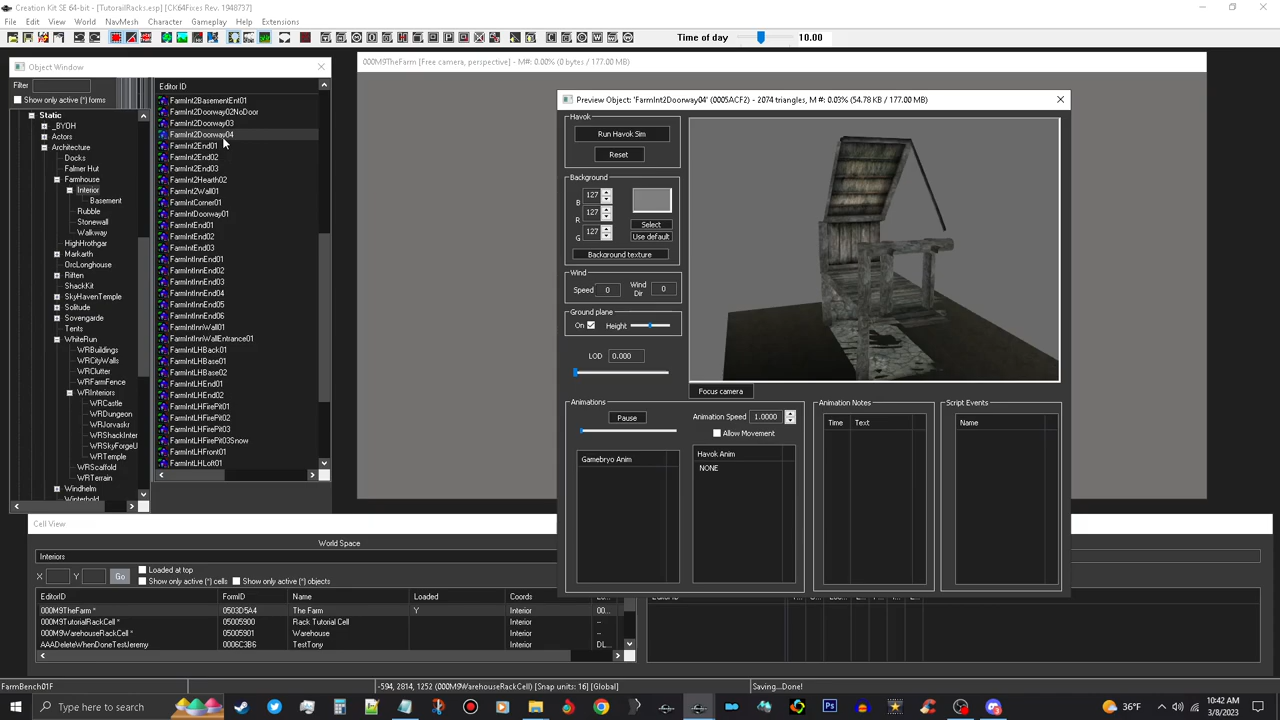 Creation Kit SE 64-bit - [TutorailRacks.esp] [CK64Fixes Rev. 1948737]
File Edit View World NavMesh Character Gameplay Help Extensions
Time of day 10.00
Object Window
Filter
Show only active (*) forms
Static
_BYOH
Actors
Architecture
Docks
Falmer Hut
Farmhouse
Interior
Basement
Rubble
Stonewall
Walkway
HighHrothgar
Markarth
OrcLonghouse
Riften
ShackKit
SkyHavenTemple
Solitude
Sovengarde
Tents
WhiteRun
WRBuildings
WRCityWalls
WRClutter
WRFarmFence
WRInteriors
WRCastle
WRDungeon
WRJorvaskr
WRShackInter
WRSkyForgeU
WRTemple
WRScaffold
WRTerrain
Windhelm
Winterhold
Editor ID
FarmInt2BasementEnt01
FarmInt2Doorway02NoDoor
FarmInt2Doorway03
FarmInt2Doorway04
FarmInt2End01
FarmInt2End02
FarmInt2End03
FarmInt2Hearth02
FarmInt2Wall01
FarmIntCorner01
FarmIntDoorway01
FarmIntEnd01
FarmIntEnd02
FarmIntEnd03
FarmIntInnEnd01
FarmIntInnEnd02
FarmIntInnEnd03
FarmIntInnEnd04
FarmIntInnEnd05
FarmIntInnEnd06
FarmIntInnWall01
FarmIntInnWallEntrance01
FarmIntLHBack01
FarmIntLHBase01
FarmIntLHBase02
FarmIntLHEnd01
FarmIntLHEnd02
FarmIntLHFirePit01
FarmIntLHFirePit02
FarmIntLHFirePit03
FarmIntLHFirePit03Snow
FarmIntLHFront01
FarmIntLHLoft01
000M9TheFarm [Free camera, perspective] - M#: 0.00% (0 bytes / 177.00 MB)
Preview Object: 'FarmInt2Doorway04' (0005ACF2) - 2074 triangles, M #: 0.03% (54.78 KB / 177.00 MB)
Havok
Run Havok Sim
Reset
Background
B 127
R 127
G 127
Select
Use default
Background texture
Wind
Speed 0 Wind Dir 0
Ground plane
On Height
LOD 0.000
Focus camera
Animations
Pause
Animation Speed 1.0000
Allow Movement
Gamebryo Anim
Havok Anim
NONE
Animation Notes
Time Text
Script Events
Name
Cell View
World Space
Interiors
X Y Go
Loaded at top
Show only active (*) cells Show only active (*) objects
EditorID FormID Name Loaded Coords
000M9TheFarm * 0503D5A4 The Farm Y Interior 00...
000M9TutorialRackCell * 05005900 Rack Tutorial Cell Interior --
000M9WarehouseRackCell * 05005901 Warehouse Interior --
AAADeleteWhenDoneTestJeremy 0006C3B6 TestTony Interior DL...
FarmBench01F
-594, 2814, 1252 (000M9WarehouseRackCell) [Snap units: 16] [Global]
Saving...Done!
Type here to search
Ps
36°F
10:42 AM
3/8/2023